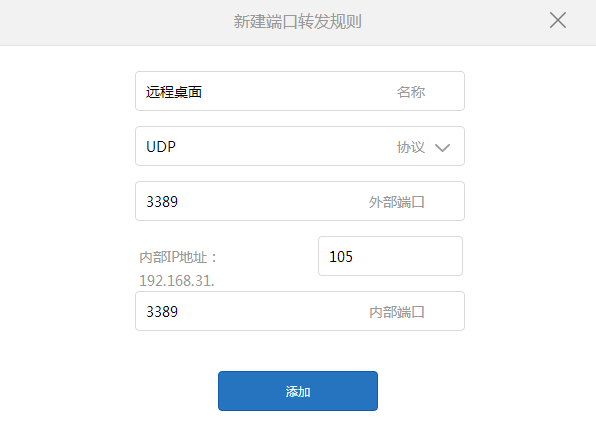 新建端口转发规则
远程桌面 名称
UDP 协议
3389 外部端口
内部IP地址： 105
192.168.31.
3389 内部端口
添加